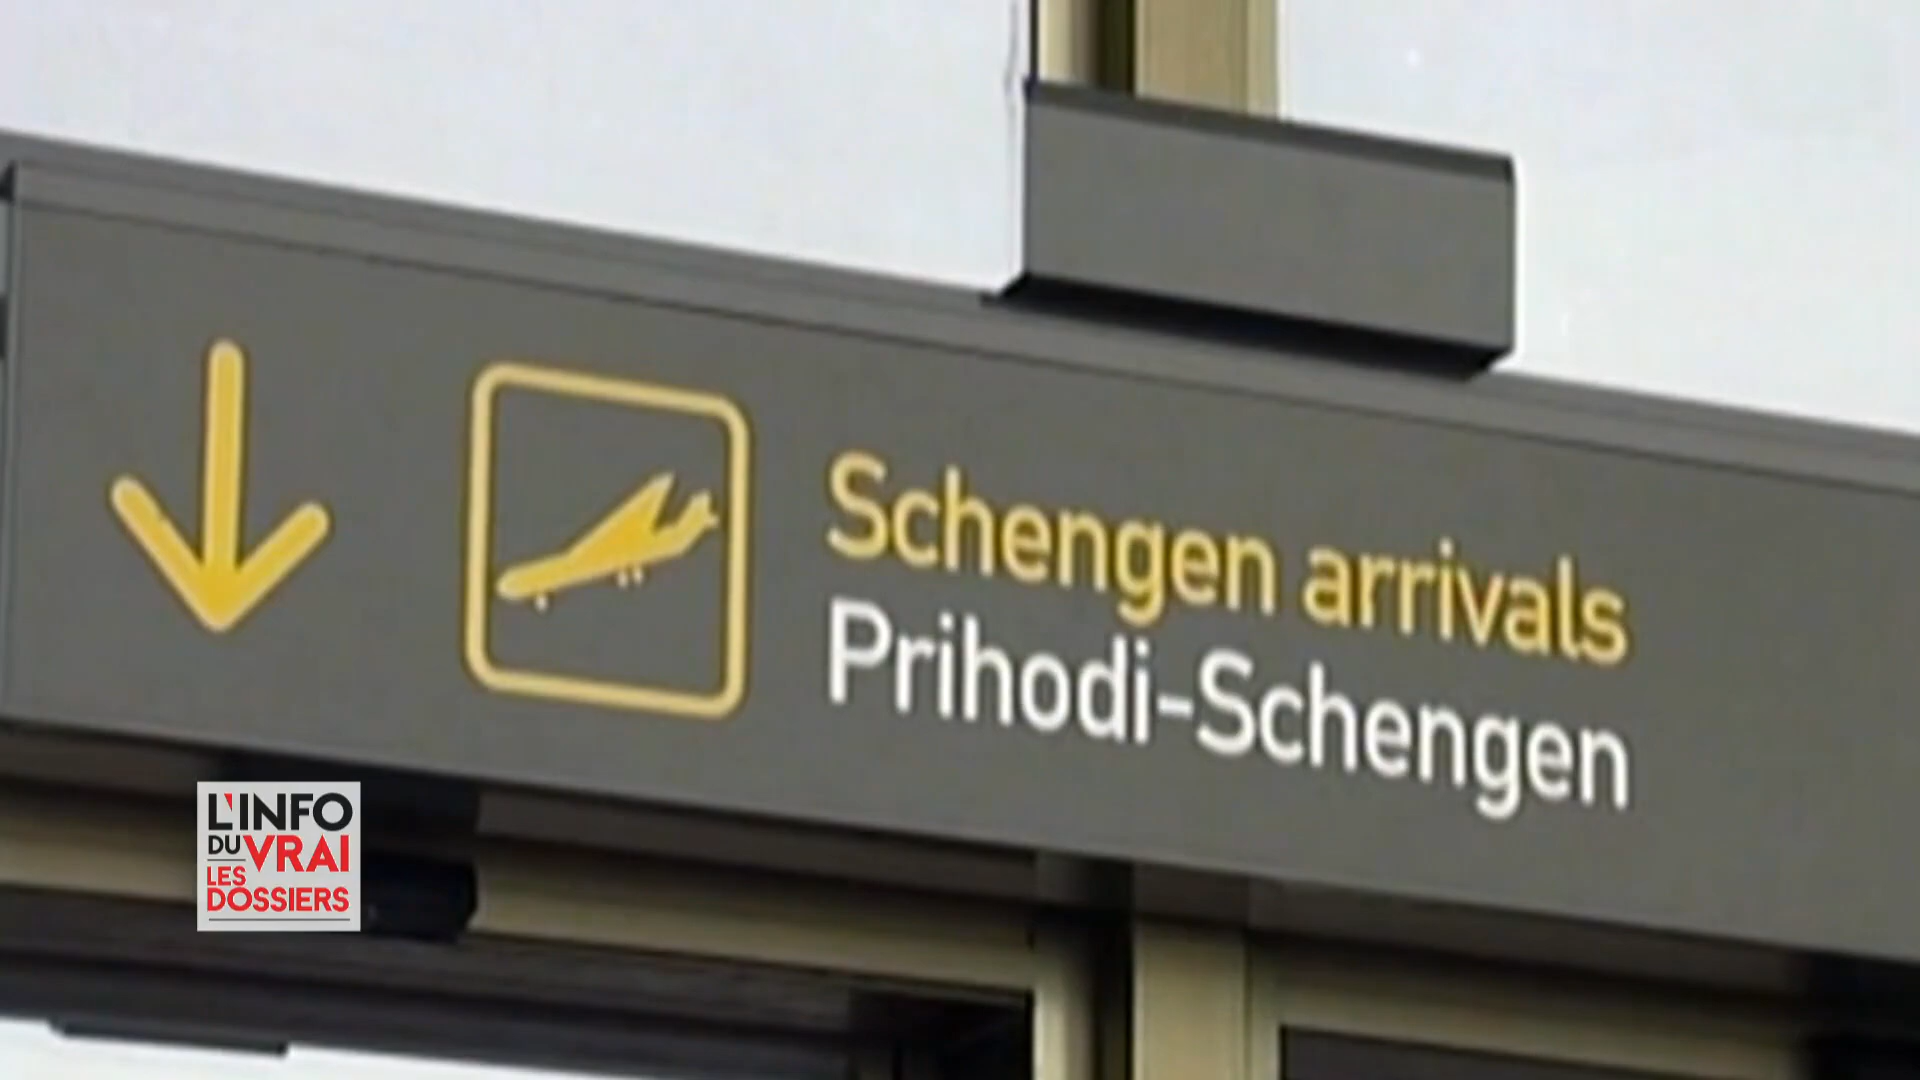 Schengen arrivals
Prihodi-Schengen
L'INFO
DU VRAI
LES
DOSSIERS